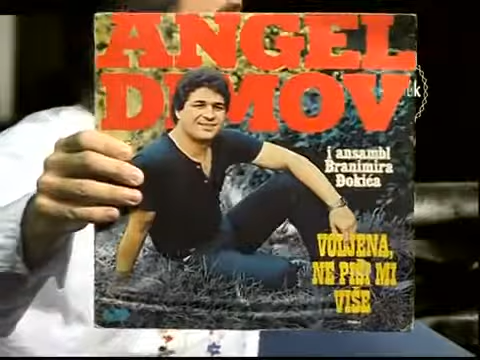 ANGEL
DIMOV
i ansambl
Branimira
Đokića
VOLJENA,
NE PIŠI MI
VIŠE